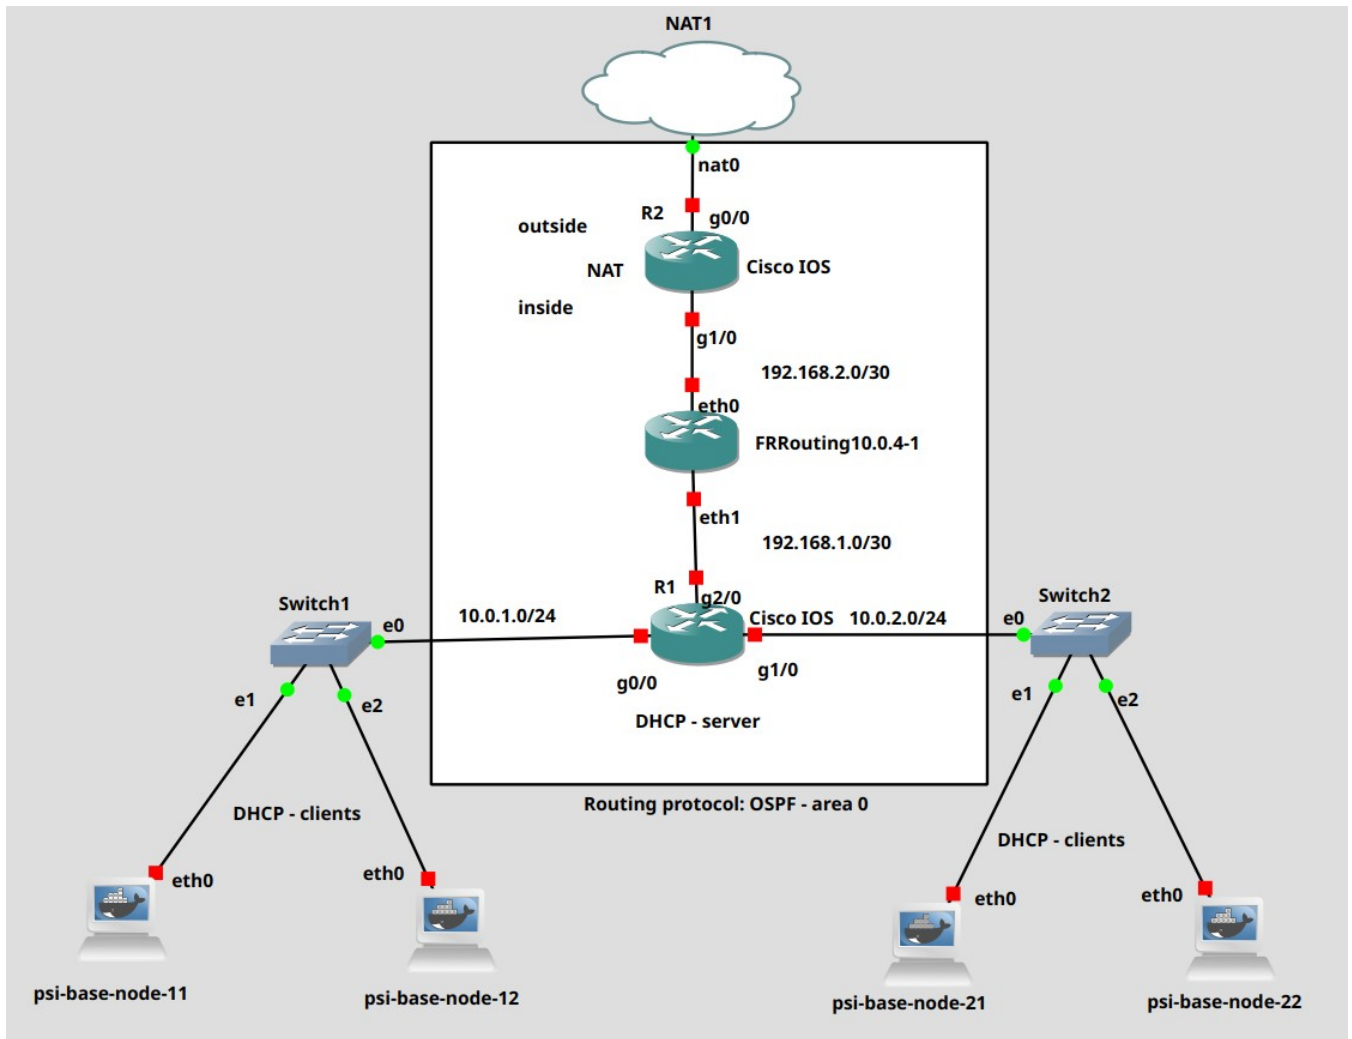 NAT1
nat0
R2
g0/0
outside
NAT
Cisco IOS
inside
g1/0
192.168.2.0/30
eth0
FRRouting10.0.4-1
eth1
192.168.1.0/30
R1
g2/0
Switch1
Switch2
e0
10.0.1.0/24
Cisco IOS
10.0.2.0/24
e0
g0/0
g1/0
e1
e2
e1
e2
DHCP - server
Routing protocol: OSPF - area 0
DHCP - clients
DHCP - clients
eth0
eth0
eth0
eth0
psi-base-node-11
psi-base-node-12
psi-base-node-21
psi-base-node-22